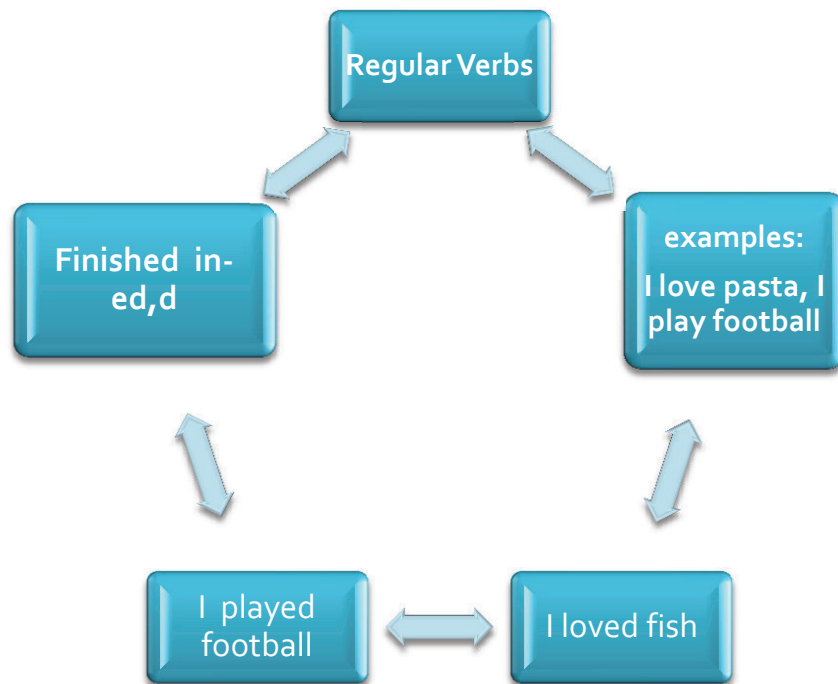 Regular Verbs
Finished in-
ed,d
examples:
I love pasta, I
play football
I played
football
I loved fish